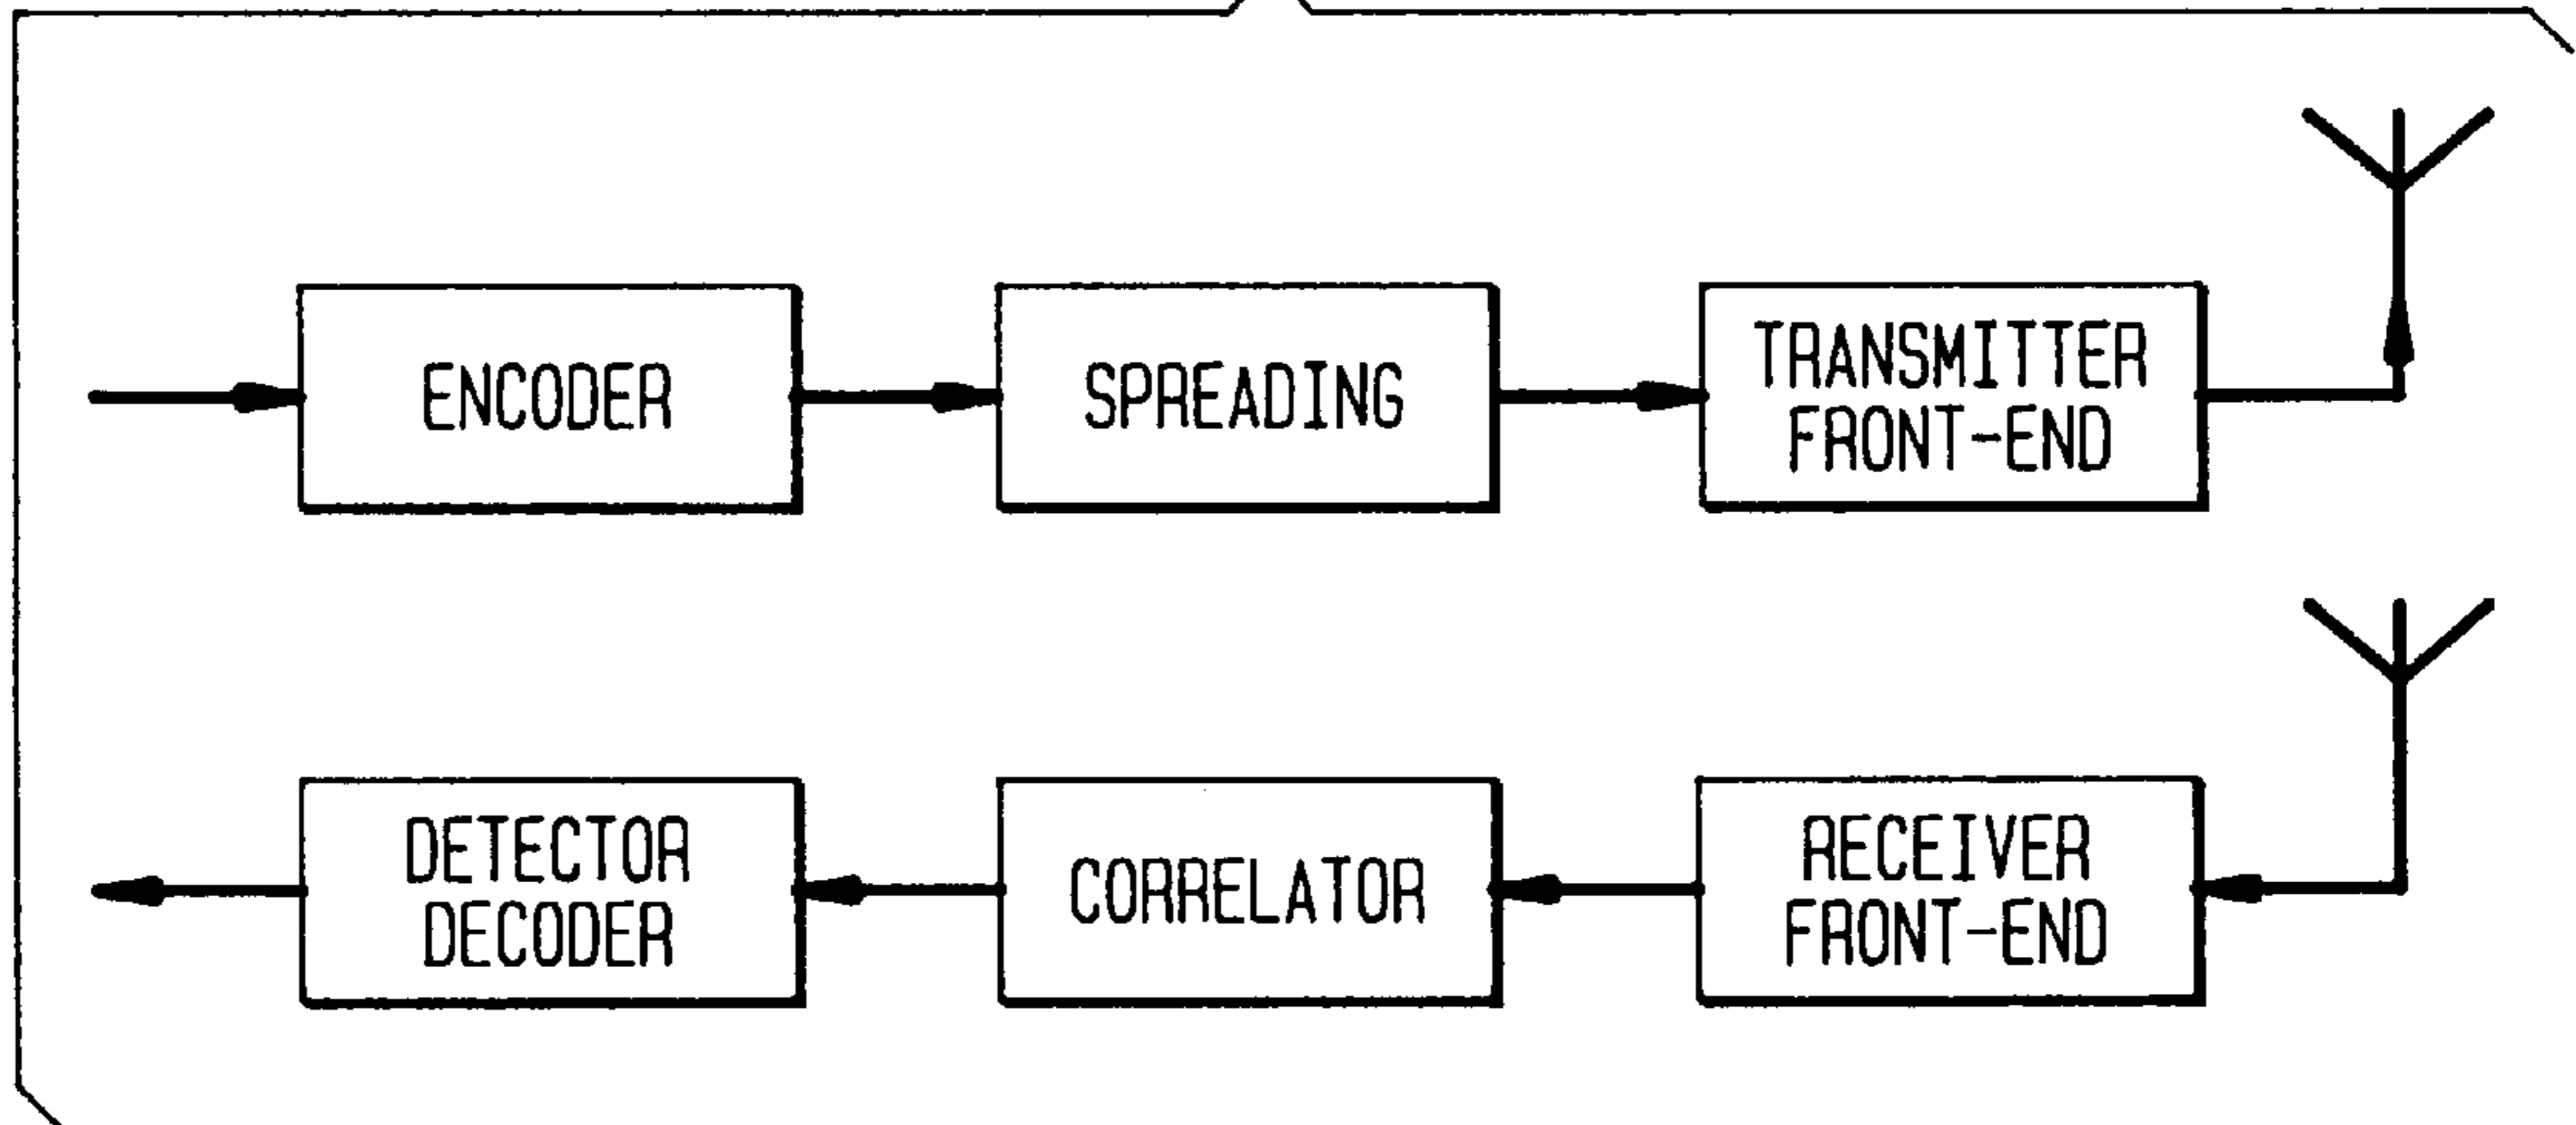 ENCODER
SPREADING
TRANSMITTER
FRONT-END
DETECTOR
DECODER
CORRELATOR
RECEIVER
FRONT-END